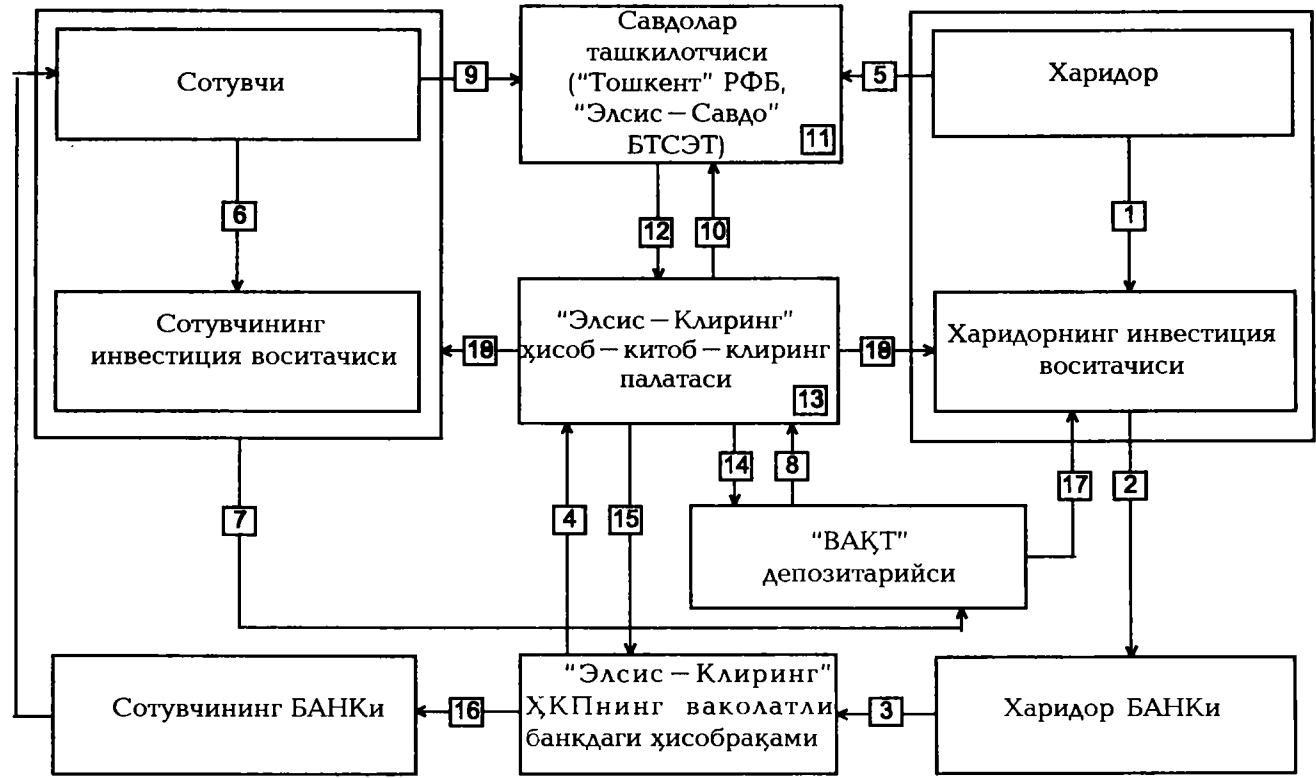 Сотувчи
9
Савдолар
ташкилотчиси
("Тошкент" РФБ,
"Элсис – Савдо"
БТСЭТ)
11
5
Харидор
6
12
10
1
Сотувчининг
инвестиция воситачиси
"Элсис – Клиринг"
ҳисоб – китоб – клиринг
палатаси
13
18
Харидорнинг инвестиция
воситачиси
7
4
15
14
8
17
2
"ВАҚТ"
депозитарийси
Сотувчининг БАНКи
16
"Элсис – Клиринг"
ҲКПнинг ваколатли
банкдаги ҳисобрақами
3
Харидор БАНКи